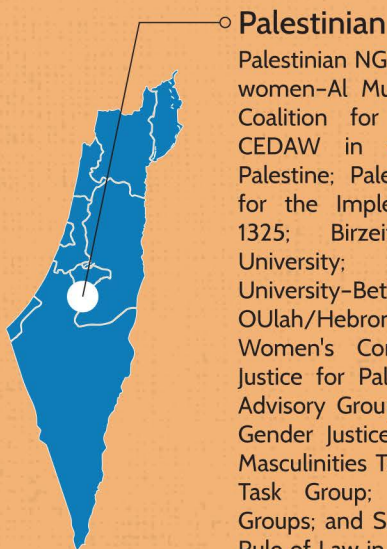 Palestinian
Palestinian NG
women–Al Mu
Coalition for
CEDAW in
Palestine; Pale
for the Imple
1325; Birzei
University;
University–Bet
OUlah/Hebron
Women's Con
Justice for Pal
Advisory Grou
Gender Justice
Masculinities T
Task Group;
Groups; and S
Rule of Law in